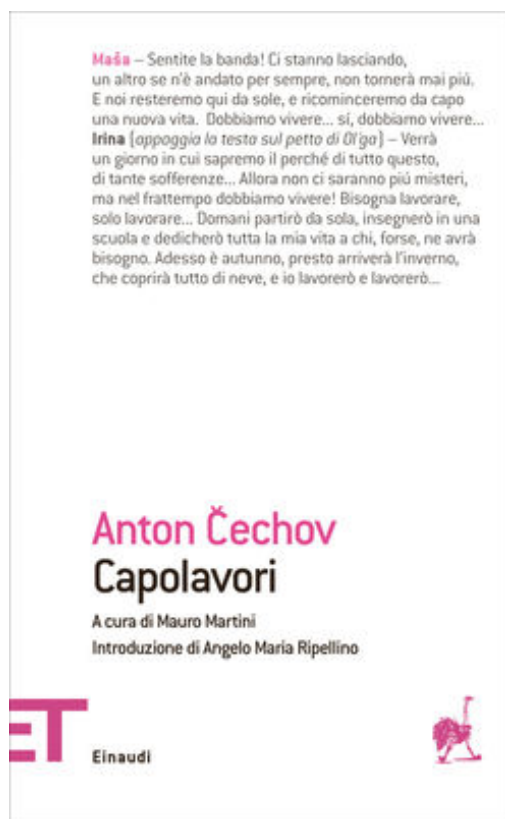 Maša – Sentite la banda! Ci stanno lasciando,
un altro se n'è andato per sempre, non tornerà mai piú.
E noi resteremo qui da sole, e ricominceremo da capo
una nuova vita. Dobbiamo vivere... sí, dobbiamo vivere...
Irina (appoggia la testa sul petto di Ol'ga) – Verrà
un giorno in cui sapremo il perché di tutto questo,
di tante sofferenze... Allora non ci saranno piú misteri,
ma nel frattempo dobbiamo vivere! Bisogna lavorare,
solo lavorare... Domani partirò da sola, insegnerò in una
scuola e dedicherò tutta la mia vita a chi, forse, ne avrà
bisogno. Adesso è autunno, presto arriverà l'inverno,
che coprirà tutto di neve, e io lavorerò e lavorerò...
Anton Čechov
Capolavori
A cura di Mauro Martini
Introduzione di Angelo Maria Ripellino
ET
Einaudi